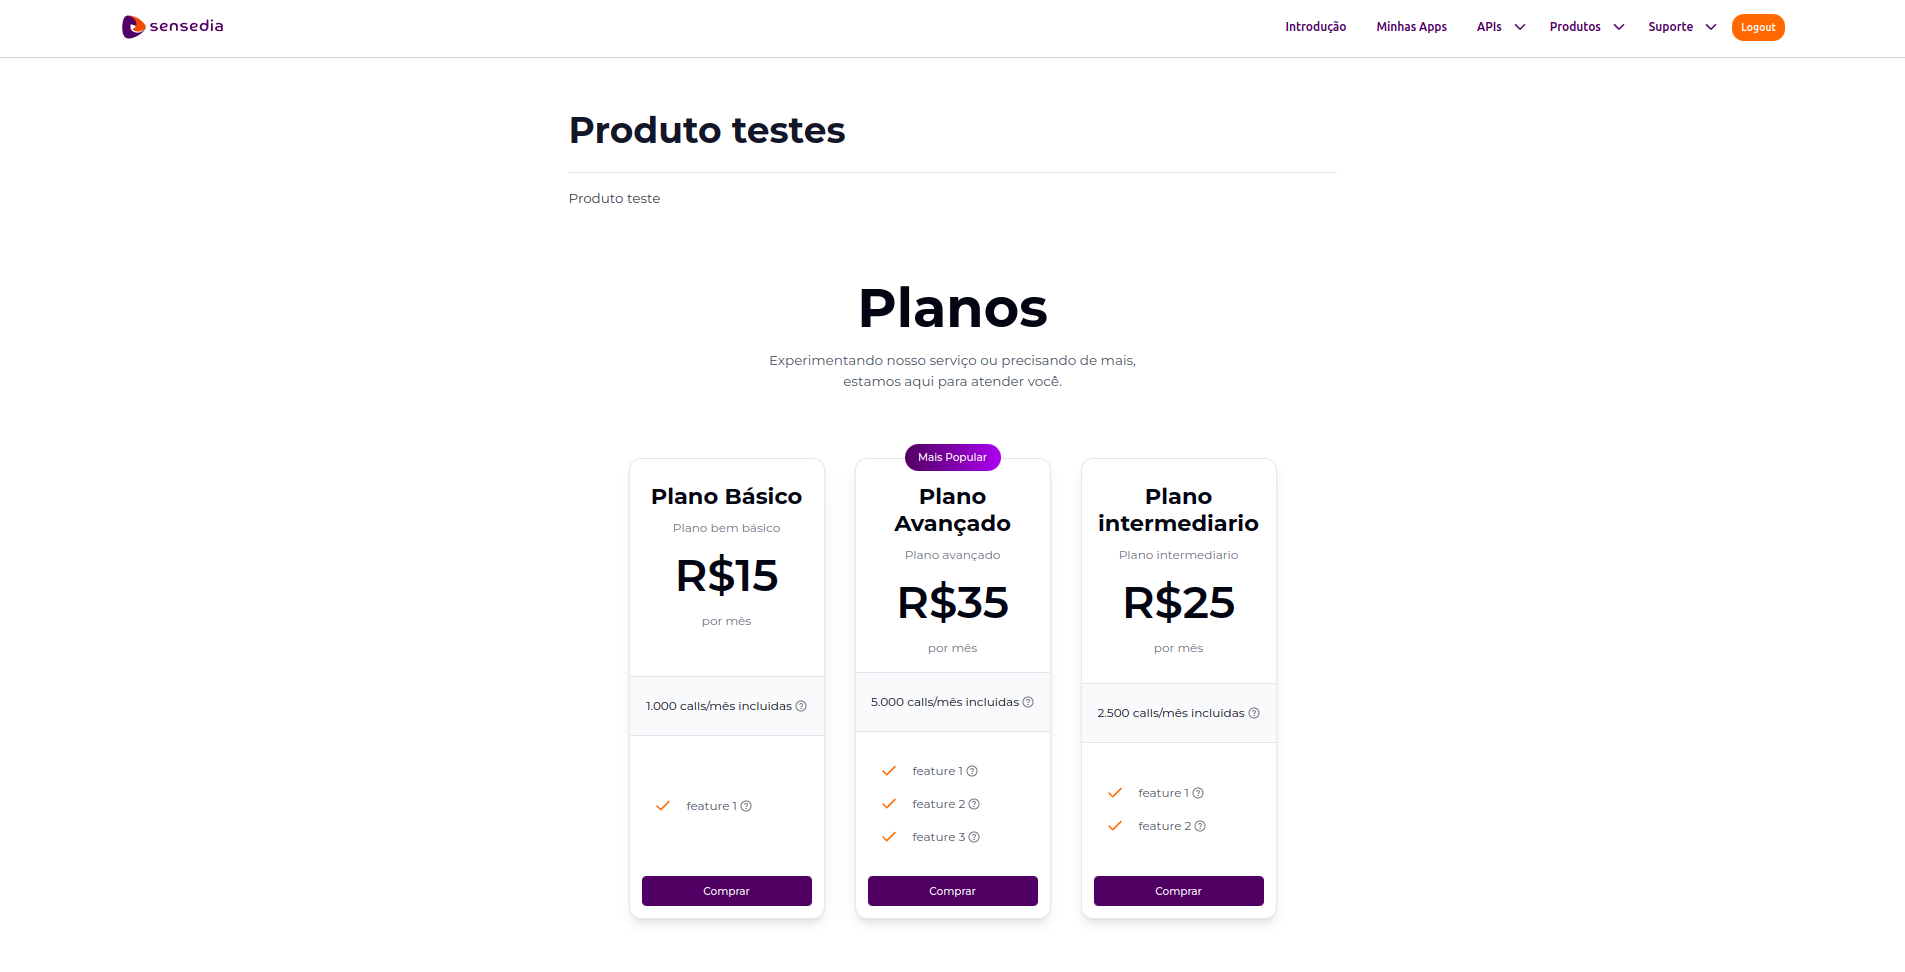 sensedia
Introdução
Minhas Apps
APIs
Produtos
Suporte
Logout
Produto testes
Produto teste
Planos
Experimentando nosso serviço ou precisando de mais,
estamos aqui para atender você.
Plano Básico
Plano bem básico
R$15
por mês
1.000 calls/mês incluidas
feature 1
Comprar
Mais Popular
Plano
Avançado
Plano avançado
R$35
por mês
5.000 calls/mês incluidas
feature 1
feature 2
feature 3
Comprar
Plano
intermediario
Plano intermediario
R$25
por mês
2.500 calls/mês incluidas
feature 1
feature 2
Comprar